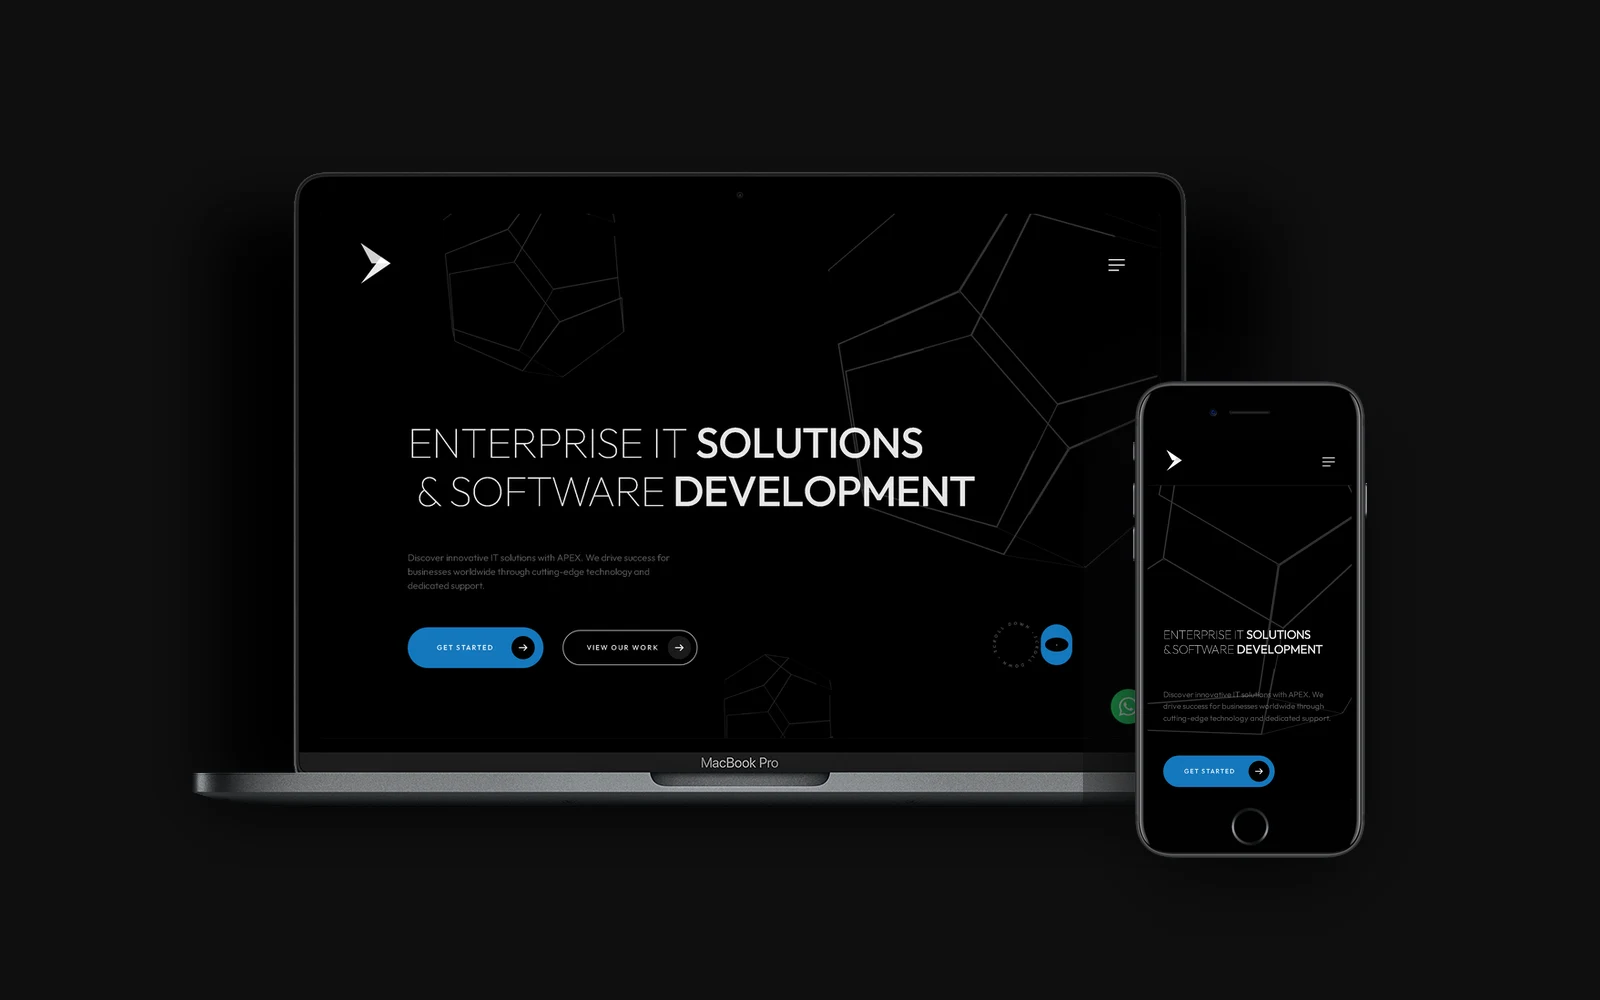 ENTERPRISE IT SOLUTIONS
& SOFTWARE DEVELOPMENT
Discover innovative IT solutions with APEX. We drive success for
businesses worldwide through cutting-edge technology and
dedicated support.
GET STARTED
VIEW OUR WORK
MacBook Pro
ENTERPRISE IT SOLUTIONS
& SOFTWARE DEVELOPMENT
Discover innovative IT solutions with APEX. We
drive success for businesses worldwide through
cutting-edge technology and dedicated support.
GET STARTED